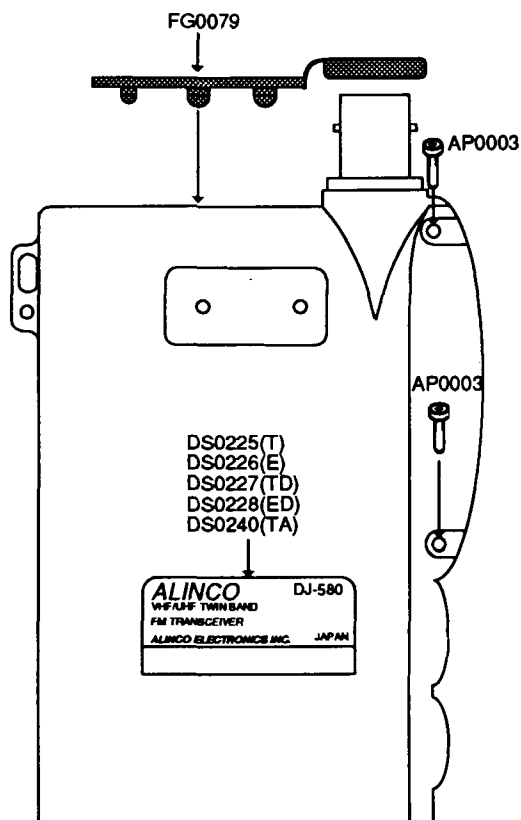 FG0079
AP0003
AP0003
DS0225(T)
DS0226(E)
DS0227(TD)
DS0228(ED)
DS0240(TA)
ALINCO DJ-580
VHF/UHF TWIN BAND
FM TRANSCEIVER
ALINCO ELECTRONICS INC. JAPAN